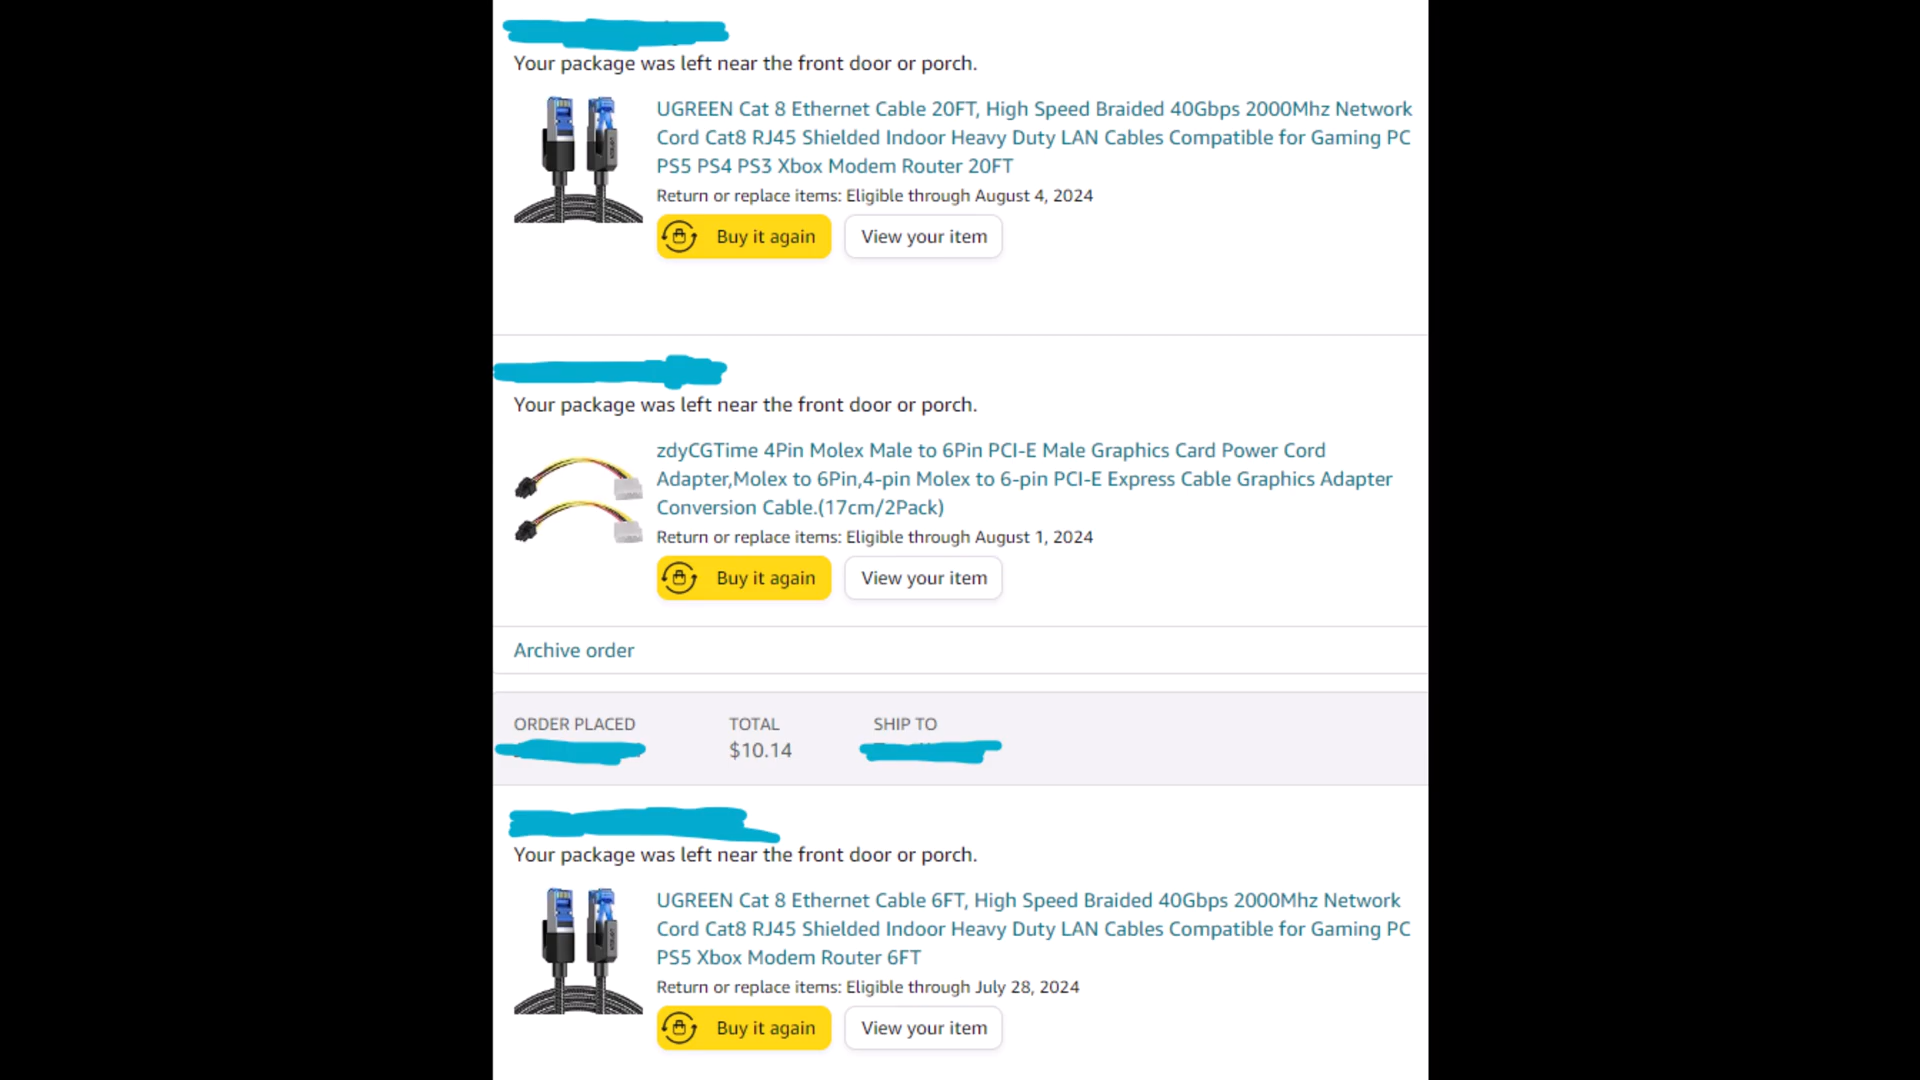 Your package was left near the front door or porch.
UGREEN Cat 8 Ethernet Cable 20FT, High Speed Braided 40Gbps 2000Mhz Network
Cord Cat8 RJ45 Shielded Indoor Heavy Duty LAN Cables Compatible for Gaming PC
PS5 PS4 PS3 Xbox Modem Router 20FT
Return or replace items: Eligible through August 4, 2024
Buy it again View your item
Your package was left near the front door or porch.
zdyCGTime 4Pin Molex Male to 6Pin PCI-E Male Graphics Card Power Cord
Adapter,Molex to 6Pin,4-pin Molex to 6-pin PCI-E Express Cable Graphics Adapter
Conversion Cable.(17cm/2Pack)
Return or replace items: Eligible through August 1, 2024
Buy it again View your item
Archive order
ORDER PLACED TOTAL SHIP TO
$10.14
Your package was left near the front door or porch.
UGREEN Cat 8 Ethernet Cable 6FT, High Speed Braided 40Gbps 2000Mhz Network
Cord Cat8 RJ45 Shielded Indoor Heavy Duty LAN Cables Compatible for Gaming PC
PS5 Xbox Modem Router 6FT
Return or replace items: Eligible through July 28, 2024
Buy it again View your item